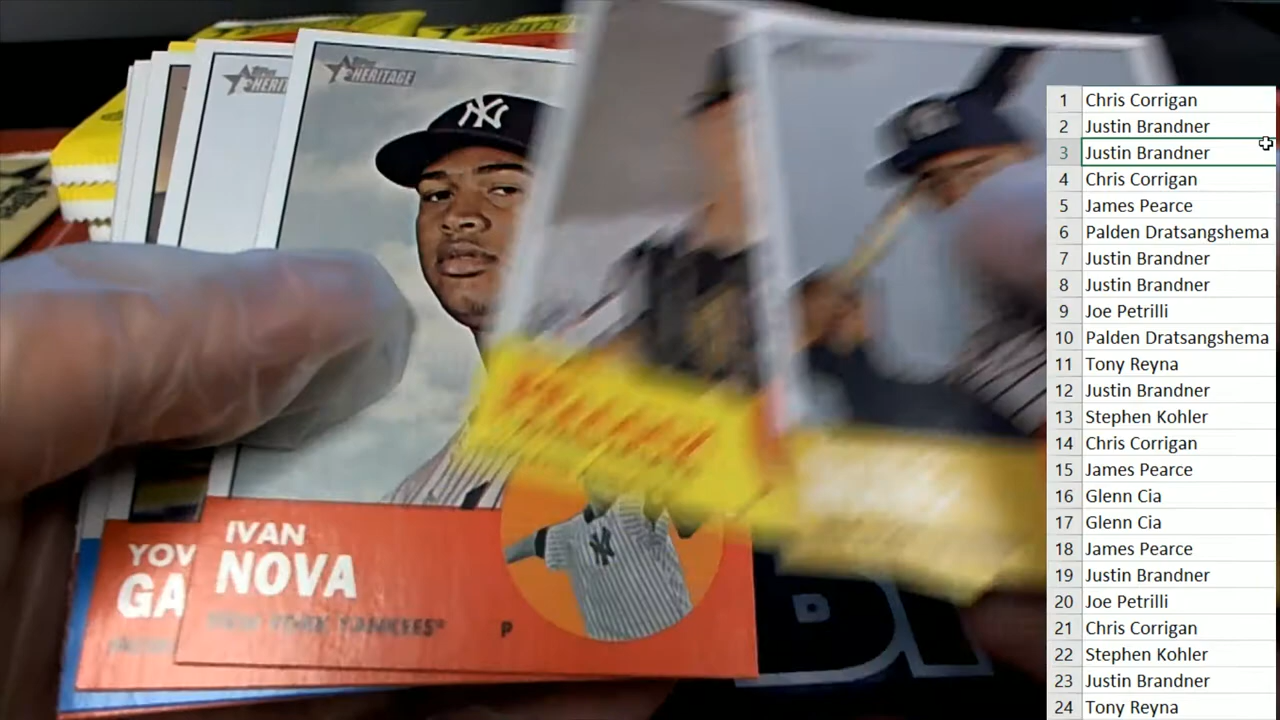 Topps HERITAGE
NY
IVAN
NOVA
NEW YORK YANKEES
P
YOV
GA
1 Chris Corrigan
2 Justin Brandner
3 Justin Brandner
4 Chris Corrigan
5 James Pearce
6 Palden Dratsangshema
7 Justin Brandner
8 Justin Brandner
9 Joe Petrilli
10 Palden Dratsangshema
11 Tony Reyna
12 Justin Brandner
13 Stephen Kohler
14 Chris Corrigan
15 James Pearce
16 Glenn Cia
17 Glenn Cia
18 James Pearce
19 Justin Brandner
20 Joe Petrilli
21 Chris Corrigan
22 Stephen Kohler
23 Justin Brandner
24 Tony Reyna